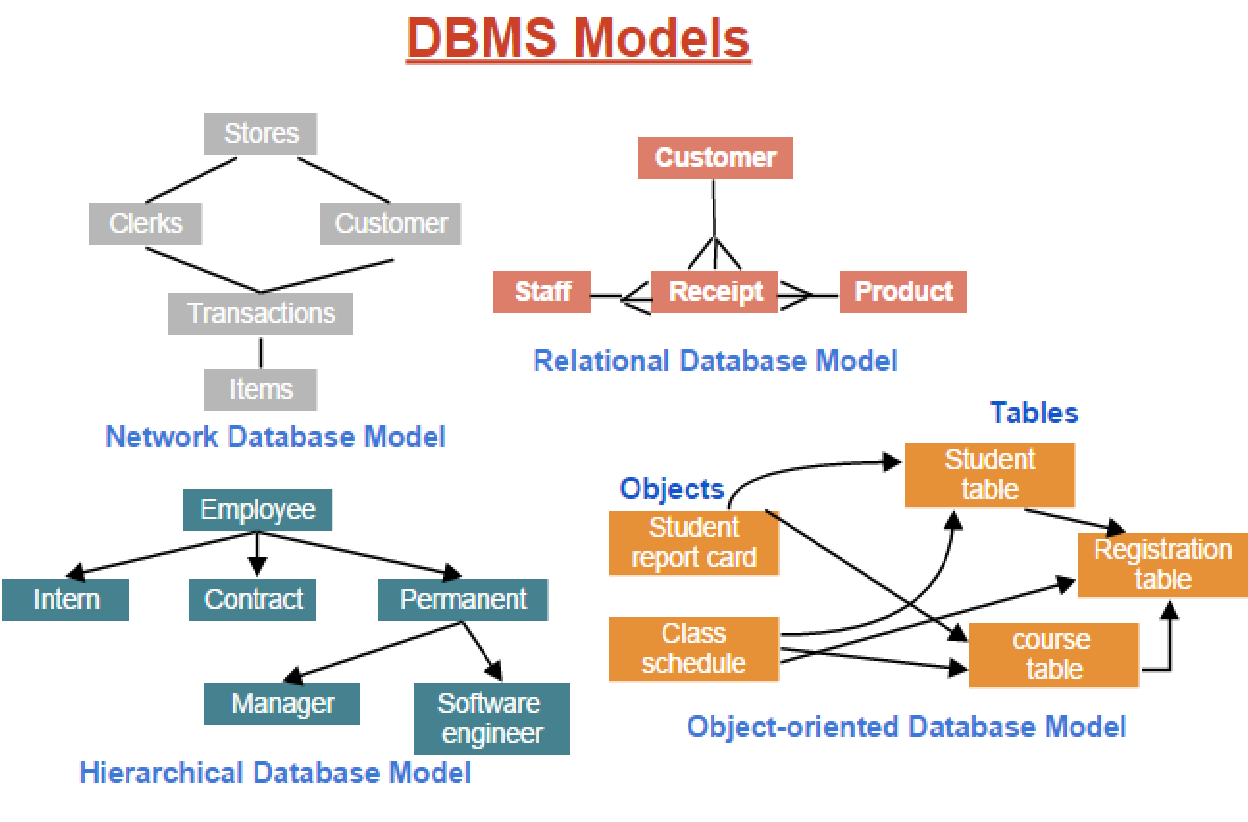 DBMS Models
Stores
Clerks
Customer
Transactions
Items
Network Database Model
Customer
Staff
Receipt
Product
Relational Database Model
Employee
Intern
Contract
Permanent
Manager
Software
engineer
Hierarchical Database Model
Tables
Objects
Student
table
Student
report card
Registration
table
Class
schedule
course
table
Object-oriented Database Model